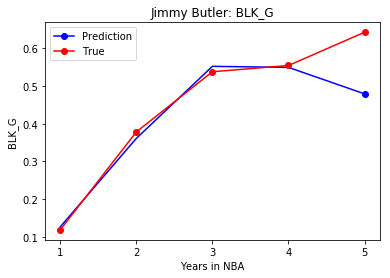 Jimmy Butler: BLK_G
Prediction
True
BLK_G
0.6
0.5
0.4
0.3
0.2
0.1
1 2 3 4 5
Years in NBA